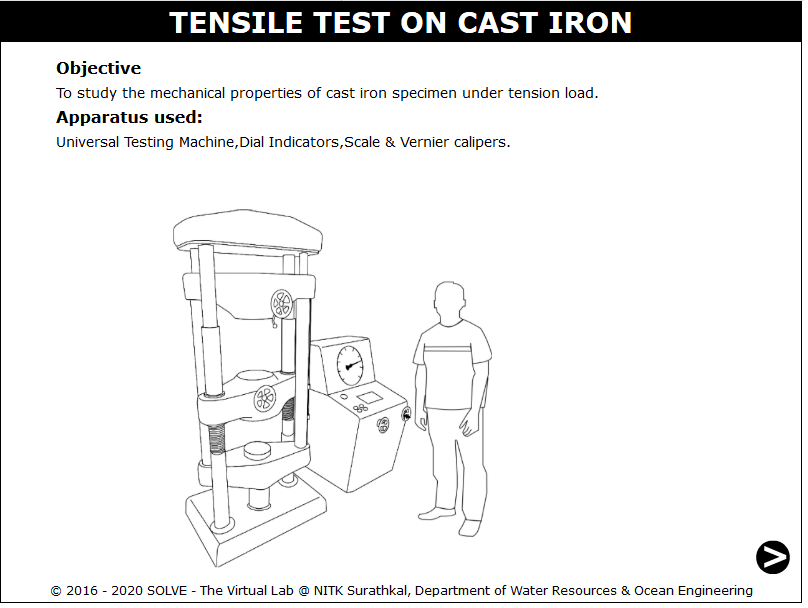 TENSILE TEST ON CAST IRON
Objective
To study the mechanical properties of cast iron specimen under tension load.
Apparatus used:
Universal Testing Machine,Dial Indicators,Scale & Vernier calipers.
© 2016 - 2020 SOLVE - The Virtual Lab @ NITK Surathkal, Department of Water Resources & Ocean Engineering